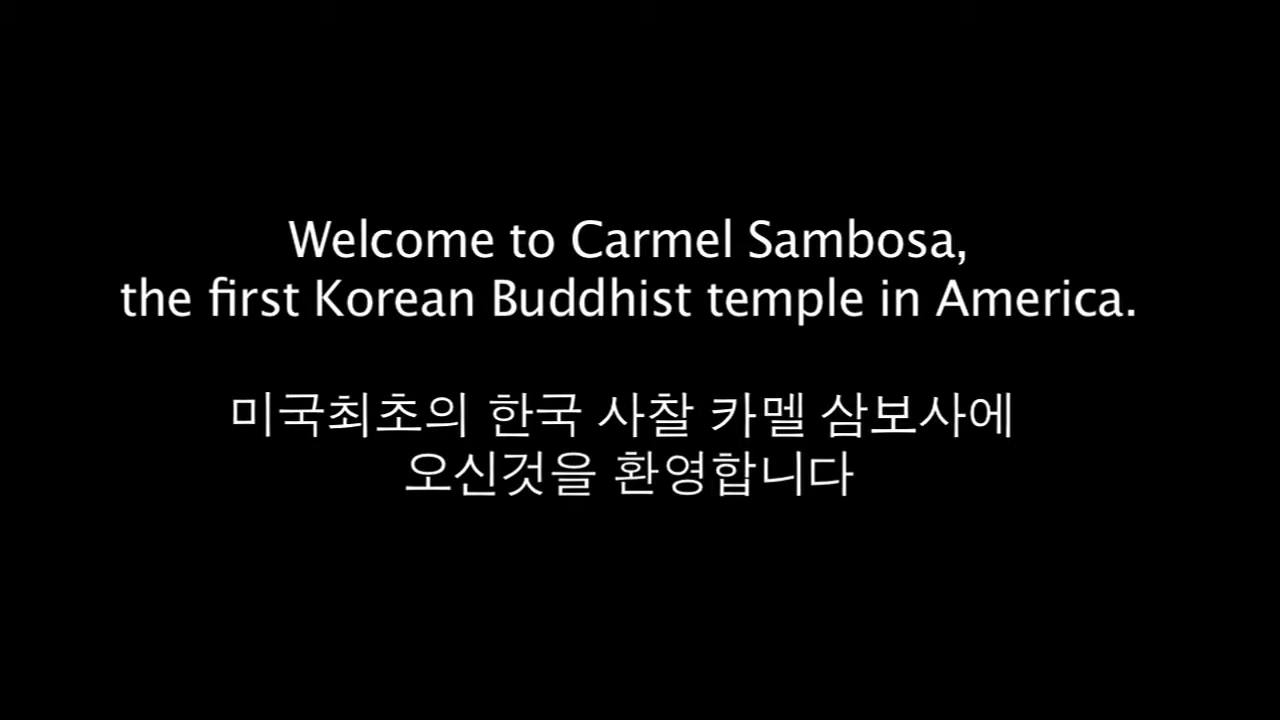 Welcome to Carmel Sambosa,
the first Korean Buddhist temple in America.
미국최초의 한국 사찰 카멜 삼보사에
오신것을 환영합니다